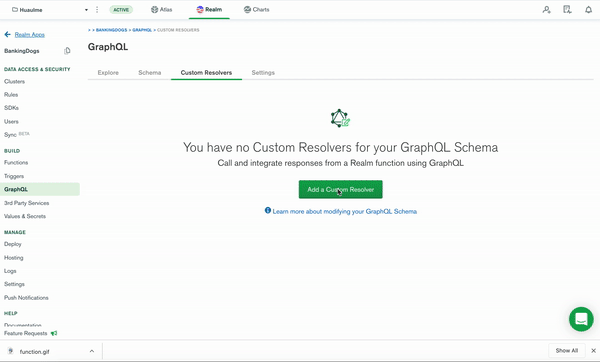 Huaulme
ACTIVE
Atlas
Realm
Charts
Realm Apps
> > BANKINGDOGS > GRAPHQL > CUSTOM RESOLVERS
GraphQL
BankingDogs
Explore
Schema
Custom Resolvers
Settings
DATA ACCESS & SECURITY
Clusters
Rules
SDKs
Users
Sync BETA
BUILD
Functions
Triggers
GraphQL
3rd Party Services
Values & Secrets
MANAGE
Deploy
Hosting
Logs
Settings
Push Notifications
HELP
Documentation
Feature Requests
You have no Custom Resolvers for your GraphQL Schema
Call and integrate responses from a Realm function using GraphQL
Add a Custom Resolver
Learn more about modifying your GraphQL Schema
function.gif
Show All